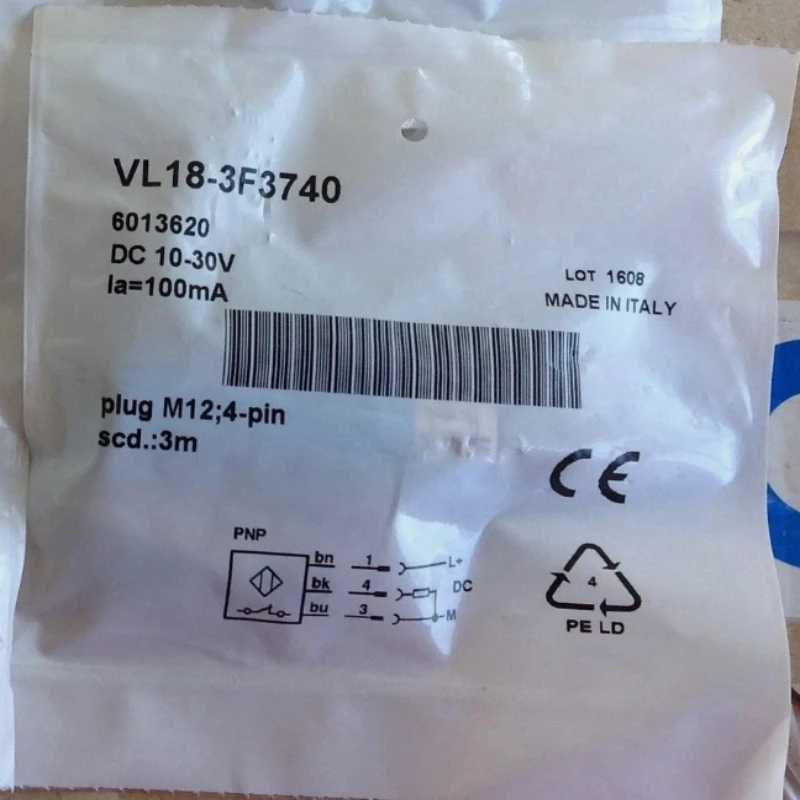 VL18-3F3740
6013620
DC 10-30V
Ia=100mA
LOT 1608
MADE IN ITALY
plug M12;4-pin
scd.:3m
CE
PNP
bn 1 L+
bk 4 DC
bu 3 M
4
PE LD